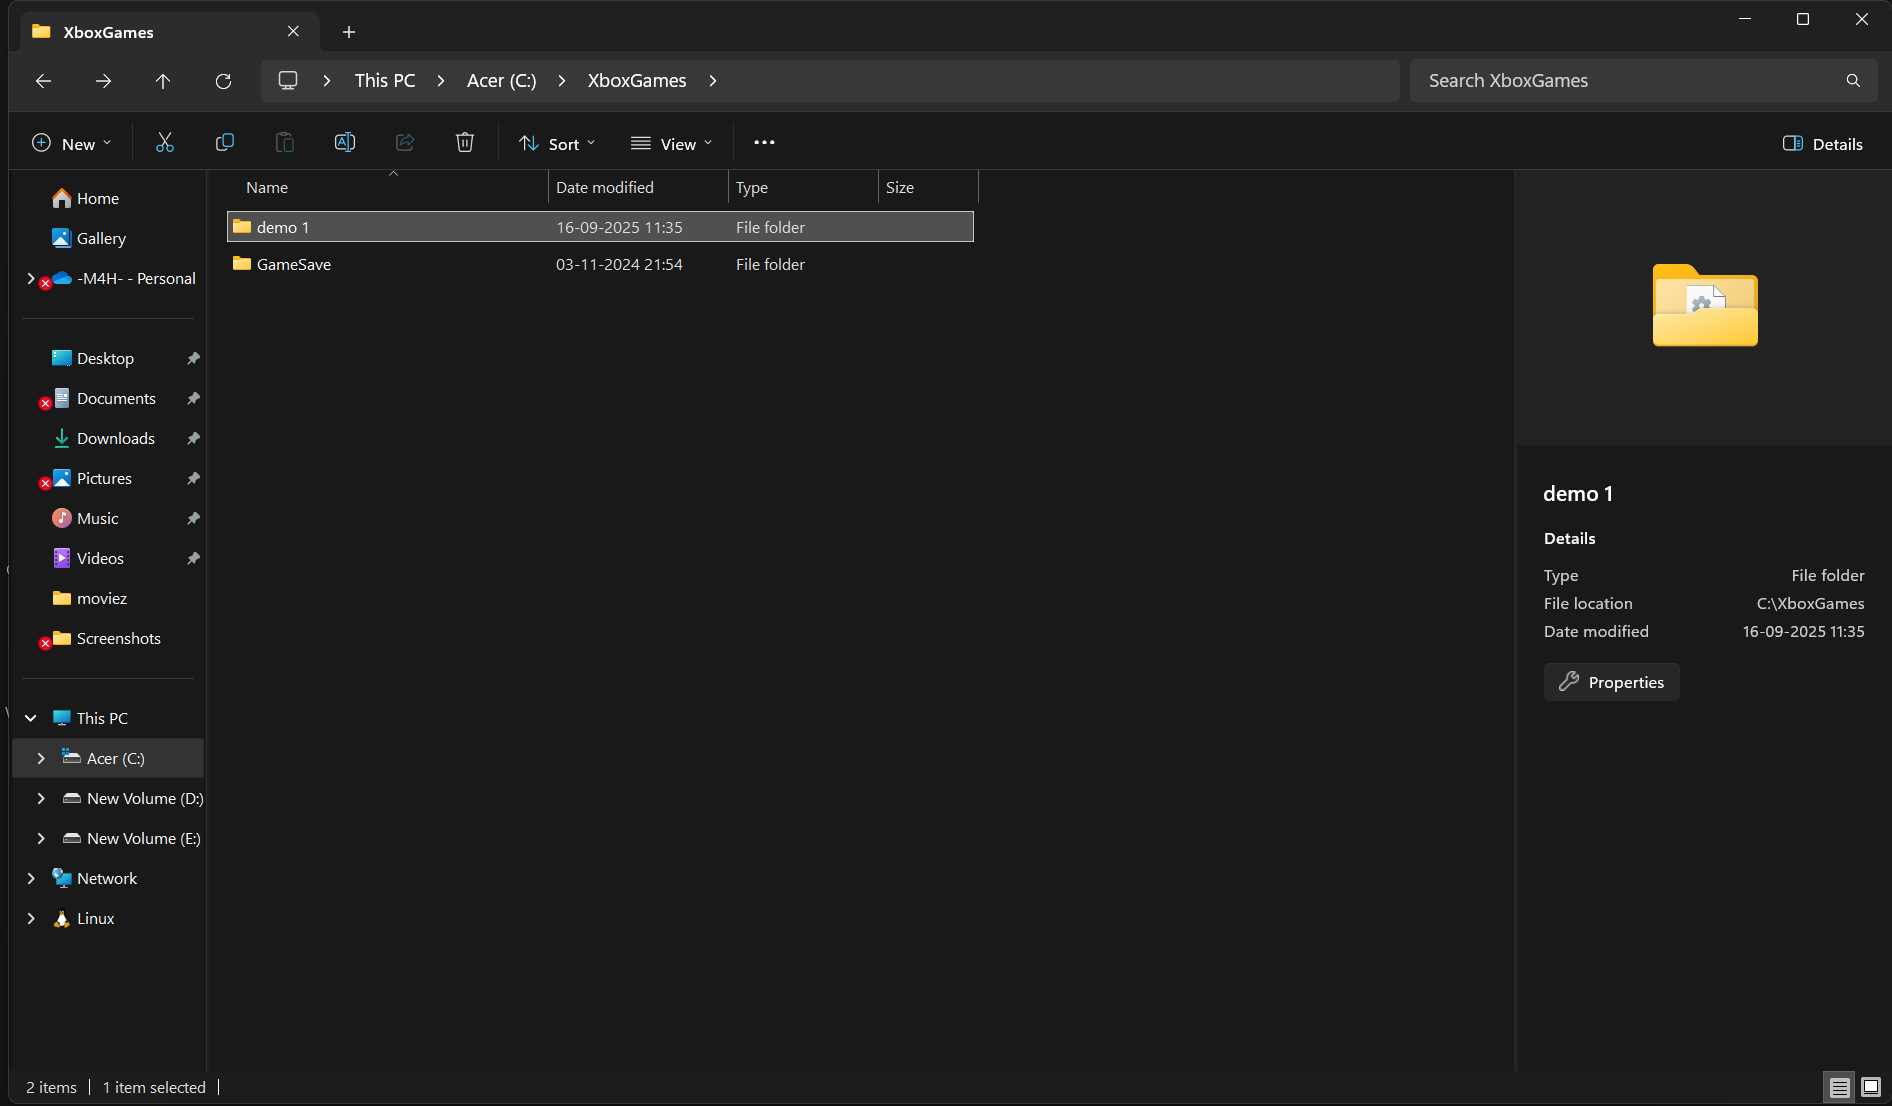 XboxGames
This PC Acer (C:) XboxGames
Search XboxGames
New Sort View ••• Details
Home
Gallery
-M4H- - Personal
Desktop
Documents
Downloads
Pictures
Music
Videos
moviez
Screenshots
This PC
Acer (C:)
New Volume (D:)
New Volume (E:)
Network
Linux
Name Date modified Type Size
demo 1 16-09-2025 11:35 File folder
GameSave 03-11-2024 21:54 File folder
demo 1
Details
Type File folder
File location C:\XboxGames
Date modified 16-09-2025 11:35
Properties
2 items 1 item selected